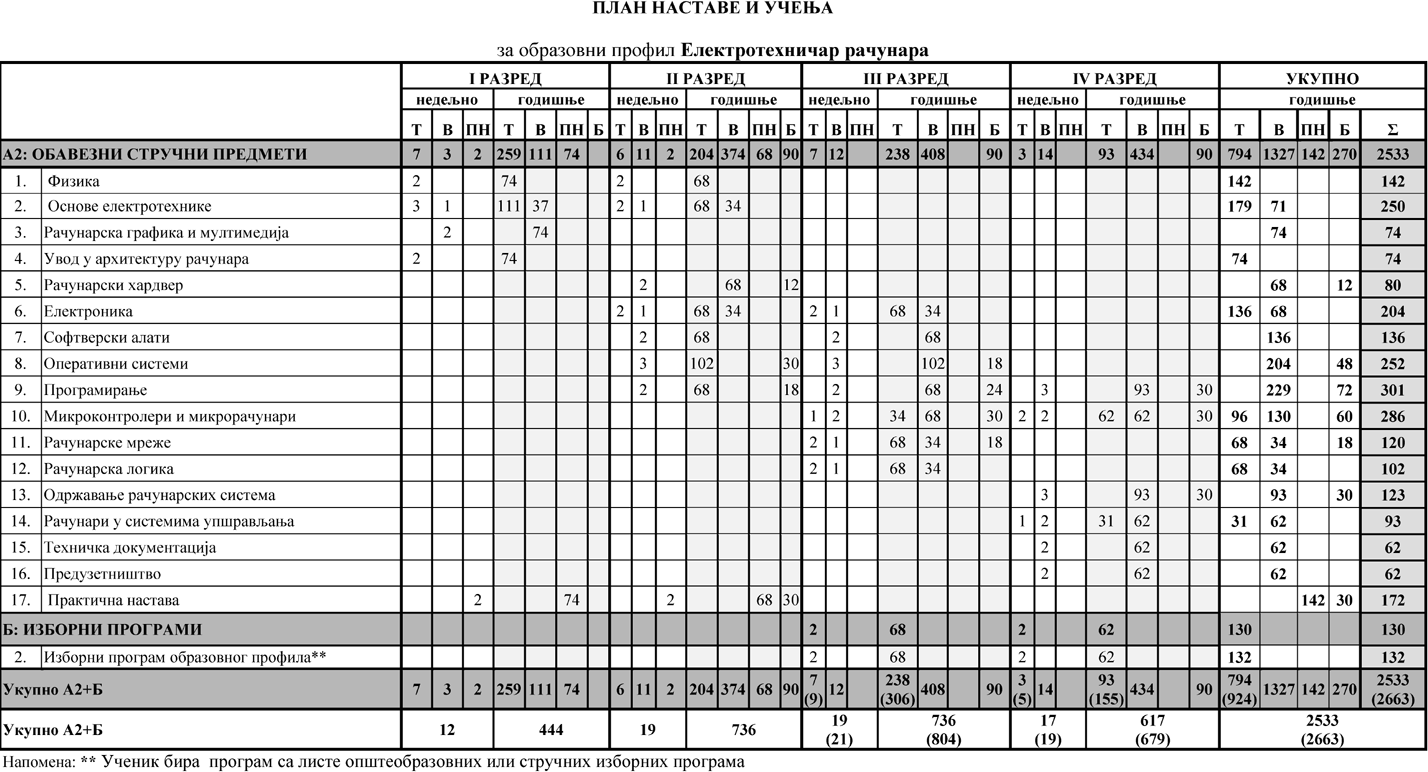 ПЛАН НАСТАВЕ И УЧЕЊА
за образовни профил Електротехничар рачунара
I РАЗРЕД II РАЗРЕД III РАЗРЕД IV РАЗРЕД УКУПНО
недељно годишње недељно годишње недељно годишње недељно годишње годишње
Т В ПН Т В ПН Б Т В ПН Т В ПН Б Т В ПН Т В ПН Б Т В ПН Т В ПН Б Т В ПН Б Σ
А2: ОБАВЕЗНИ СТРУЧНИ ПРЕДМЕТИ 7 3 2 259 111 74 6 11 2 204 374 68 90 7 12 238 408 90 3 14 93 434 90 794 1327 142 270 2533
1. Физика 2 74 2 68 142 142
2. Основе електротехнике 3 1 111 37 2 1 68 34 179 71 250
3. Рачунарска графика и мултимедија 2 74 74 74
4. Увод у архитектуру рачунара 2 74 74 74
5. Рачунарски хардвер 2 68 12 68 12 80
6. Електроника 2 1 68 34 2 1 68 34 136 68 204
7. Софтверски алати 2 68 2 68 136 136
8. Оперативни системи 3 102 30 3 102 18 204 48 252
9. Програмирање 2 68 18 2 68 24 3 93 30 229 72 301
10. Микроконтролери и микрорачунари 1 2 34 68 30 2 2 62 62 30 96 130 60 286
11. Рачунарске мреже 2 1 68 34 18 68 34 18 120
12. Рачунарска логика 2 1 68 34 68 34 102
13. Одржавање рачунарских система 3 93 30 93 30 123
14. Рачунари у системима упшрављања 1 2 31 62 31 62 93
15. Техничка документација 2 62 62 62
16. Предузетништво 2 62 62 62
17. Практична настава 2 74 2 68 30 142 30 172
Б: ИЗБОРНИ ПРОГРАМИ 2 68 2 62 130 130
2. Изборни програм образовног профила** 2 68 2 62 132 132
Укупно А2+Б 7 3 2 259 111 74 6 11 2 204 374 68 90 7 (9) 12 238 (306) 408 90 3 (5) 14 93 (155) 434 90 794 (924) 1327 142 270 2533 (2663)
Укупно А2+Б 12 444 19 736 19 (21) 736 (804) 17 (19) 617 (679) 2533 (2663)
Напомена: ** Ученик бира програм са листе општеобразовних или стручних изборних програма